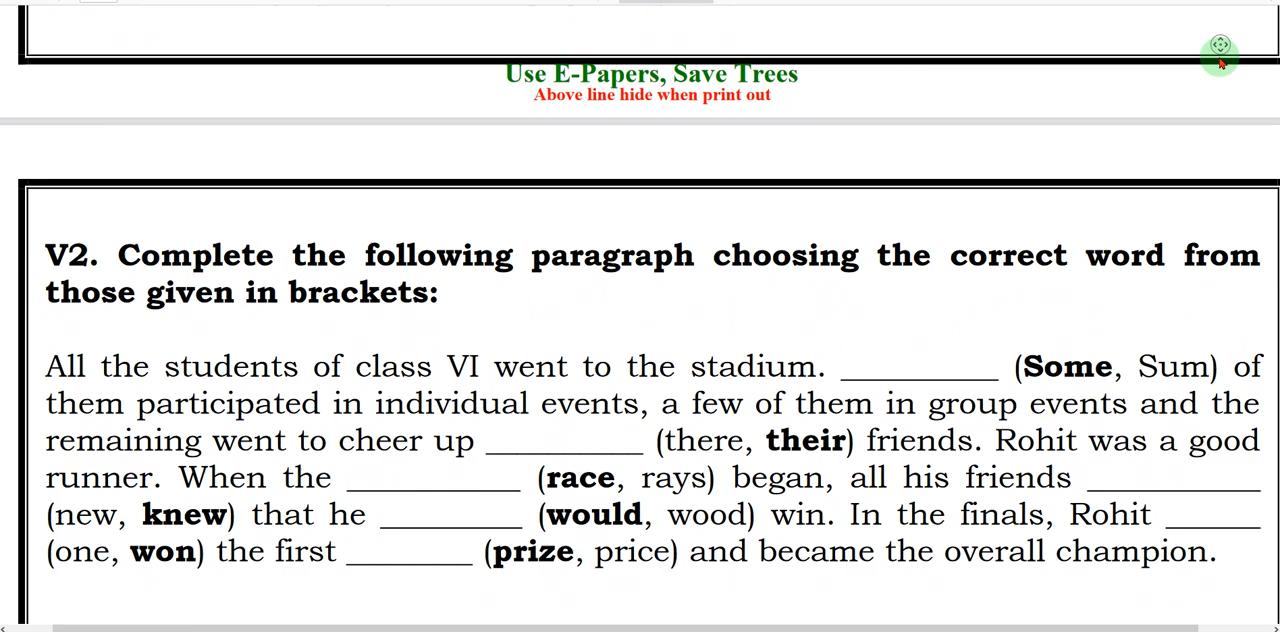 Use E-Papers, Save Trees
Above line hide when print out
V2. Complete the following paragraph choosing the correct word from
those given in brackets:
All the students of class VI went to the stadium. __________ (Some, Sum) of
them participated in individual events, a few of them in group events and the
remaining went to cheer up __________ (there, their) friends. Rohit was a good
runner. When the ___________ (race, rays) began, all his friends ___________
(new, knew) that he _________ (would, wood) win. In the finals, Rohit ______
(one, won) the first ________ (prize, price) and became the overall champion.